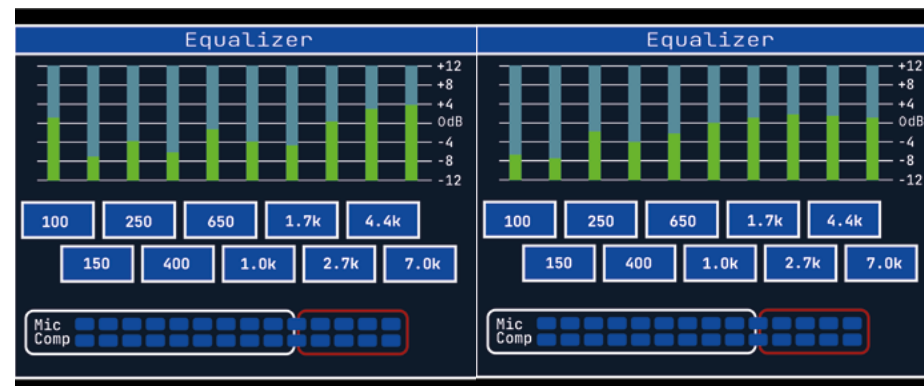 Equalizer
+12
+8
+4
0dB
-4
-8
-12
100 250 650 1.7k 4.4k
150 400 1.0k 2.7k 7.0k
Mic
Comp
Equalizer
+12
+8
+4
0dB
-4
-8
-12
100 250 650 1.7k 4.4k
150 400 1.0k 2.7k 7.0k
Mic
Comp